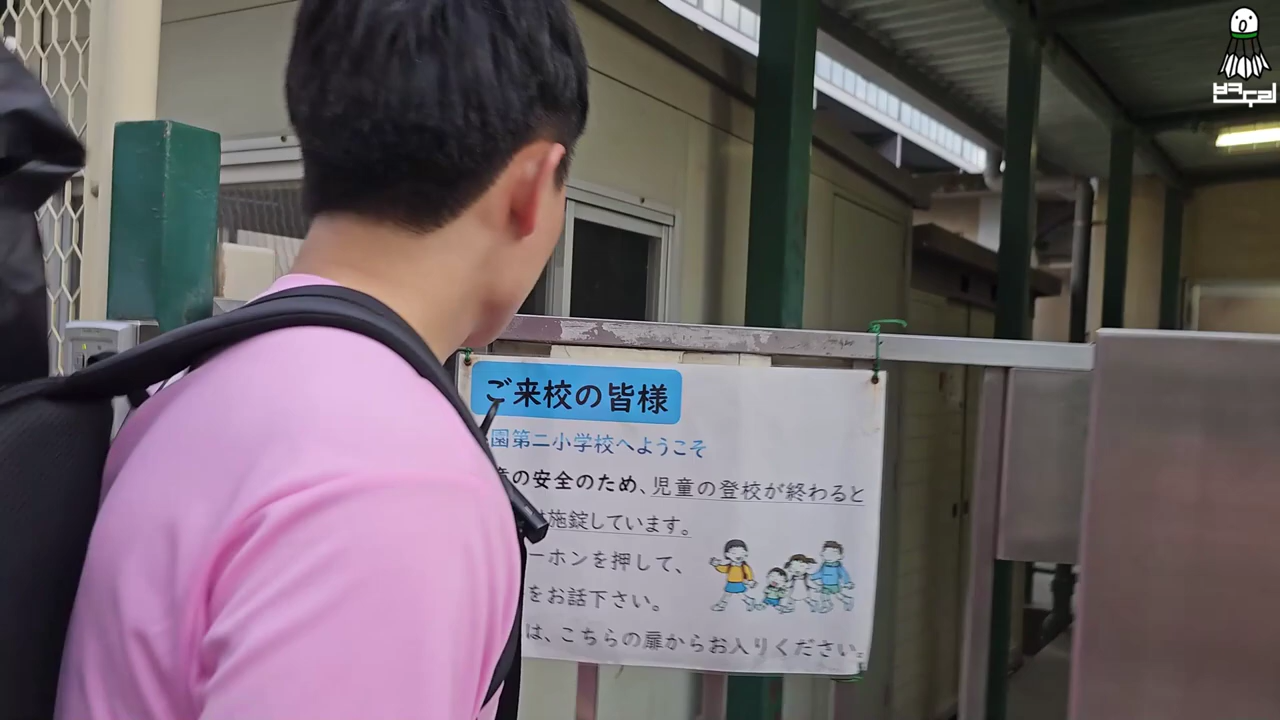 ご来校の皆様
園第二小学校へようこそ
の安全のため、児童の登校が終わると
施錠しています。
ーホンを押して、
をお話下さい。
は、こちらの扉からお入りください。